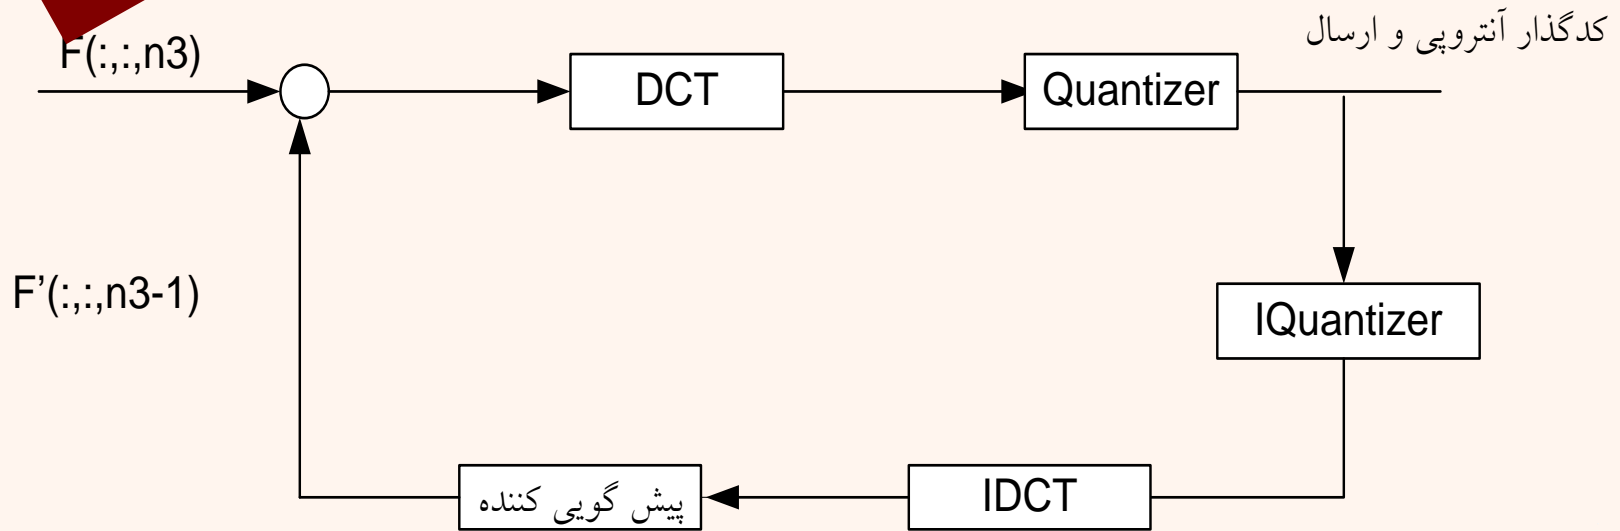 کدگذار آنتروپی و ارسال
F(:,:,n3)
DCT
Quantizer
F’(:,:,n3-1)
IQuantizer
پیش گویی کننده
IDCT